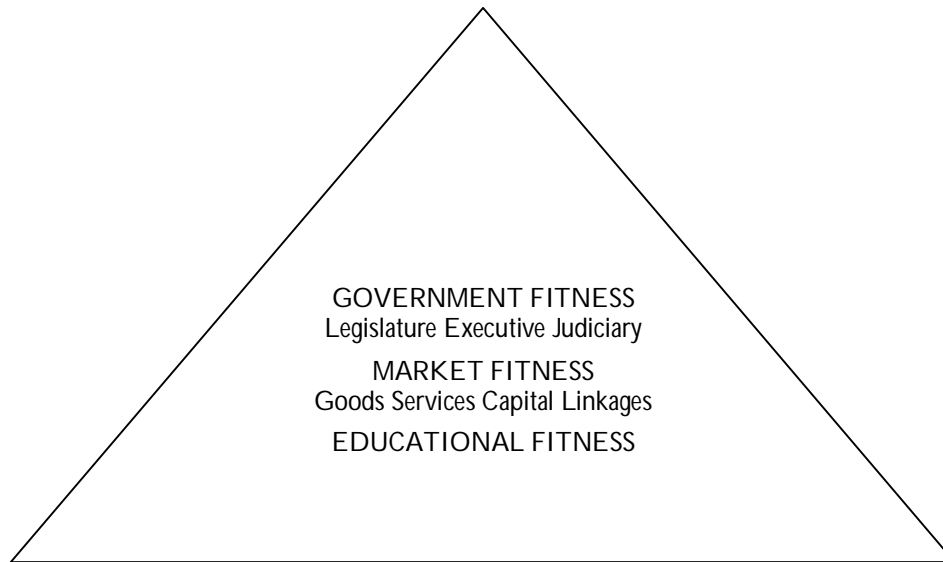 GOVERNMENT FITNESS
Legislature Executive Judiciary
MARKET FITNESS
Goods Services Capital Linkages
EDUCATIONAL FITNESS